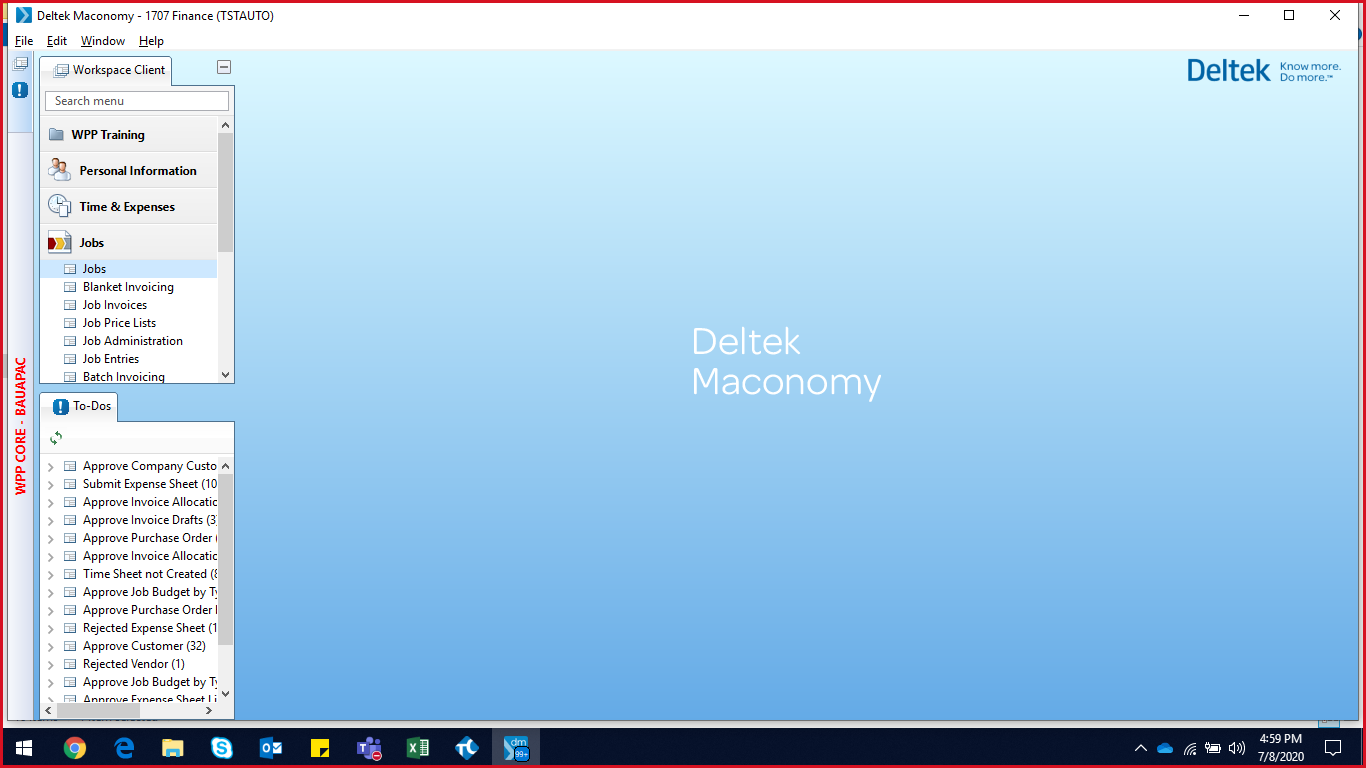 Deltek Maconomy - 1707 Finance (TSTAUTO)
File Edit Window Help
Workspace Client
Search menu
WPP Training
Personal Information
Time & Expenses
Jobs
Jobs
Blanket Invoicing
Job Invoices
Job Price Lists
Job Administration
Job Entries
Batch Invoicing
WPP CORE - BAUAPAC
To-Dos
Approve Company Custo
Submit Expense Sheet (10
Approve Invoice Allocatic
Approve Invoice Drafts (3
Approve Purchase Order (
Approve Invoice Allocatic
Time Sheet not Created (8
Approve Job Budget by Ty
Approve Purchase Order
Rejected Expense Sheet (1
Approve Customer (32)
Rejected Vendor (1)
Approve Job Budget by Ty
Approve Expense Sheet Li
Deltek Know more.
Do more.™
Deltek
Maconomy
dm
99+
4:59 PM
7/8/2020